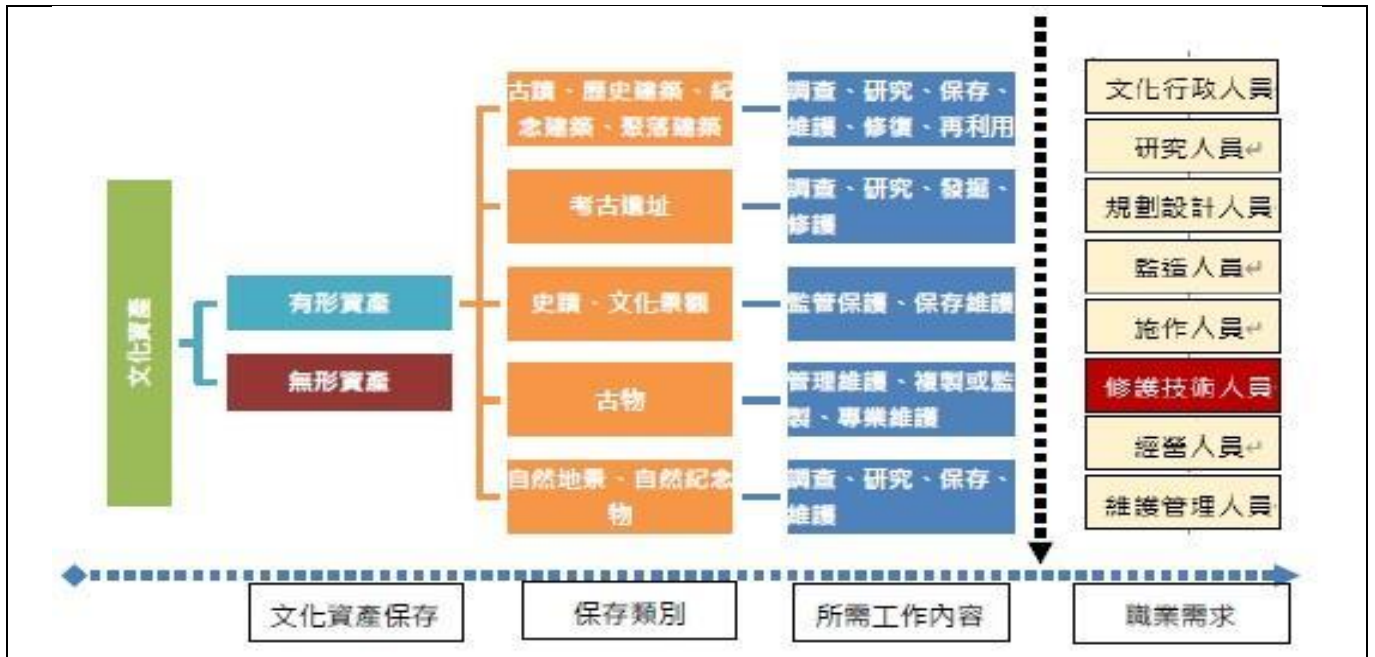 文化資產
有形資產
無形資產
古蹟、歷史建築、紀
念建築、聚落建築
考古遺址
史蹟、文化景觀
古物
自然地景、自然紀念
物
調查、研究、保存、
維護、修復、再利用
調查、研究、發掘、
修護
監管保護、保存維護
管理維護、複製或監
製、專業維護
調查、研究、保存、
維護
文化行政人員
研究人員↵
規劃設計人員
監造人員↵
施作人員↵
修護技術人員
經營人員↵
維護管理人員
文化資產保存
保存類別
所需工作內容
職業需求